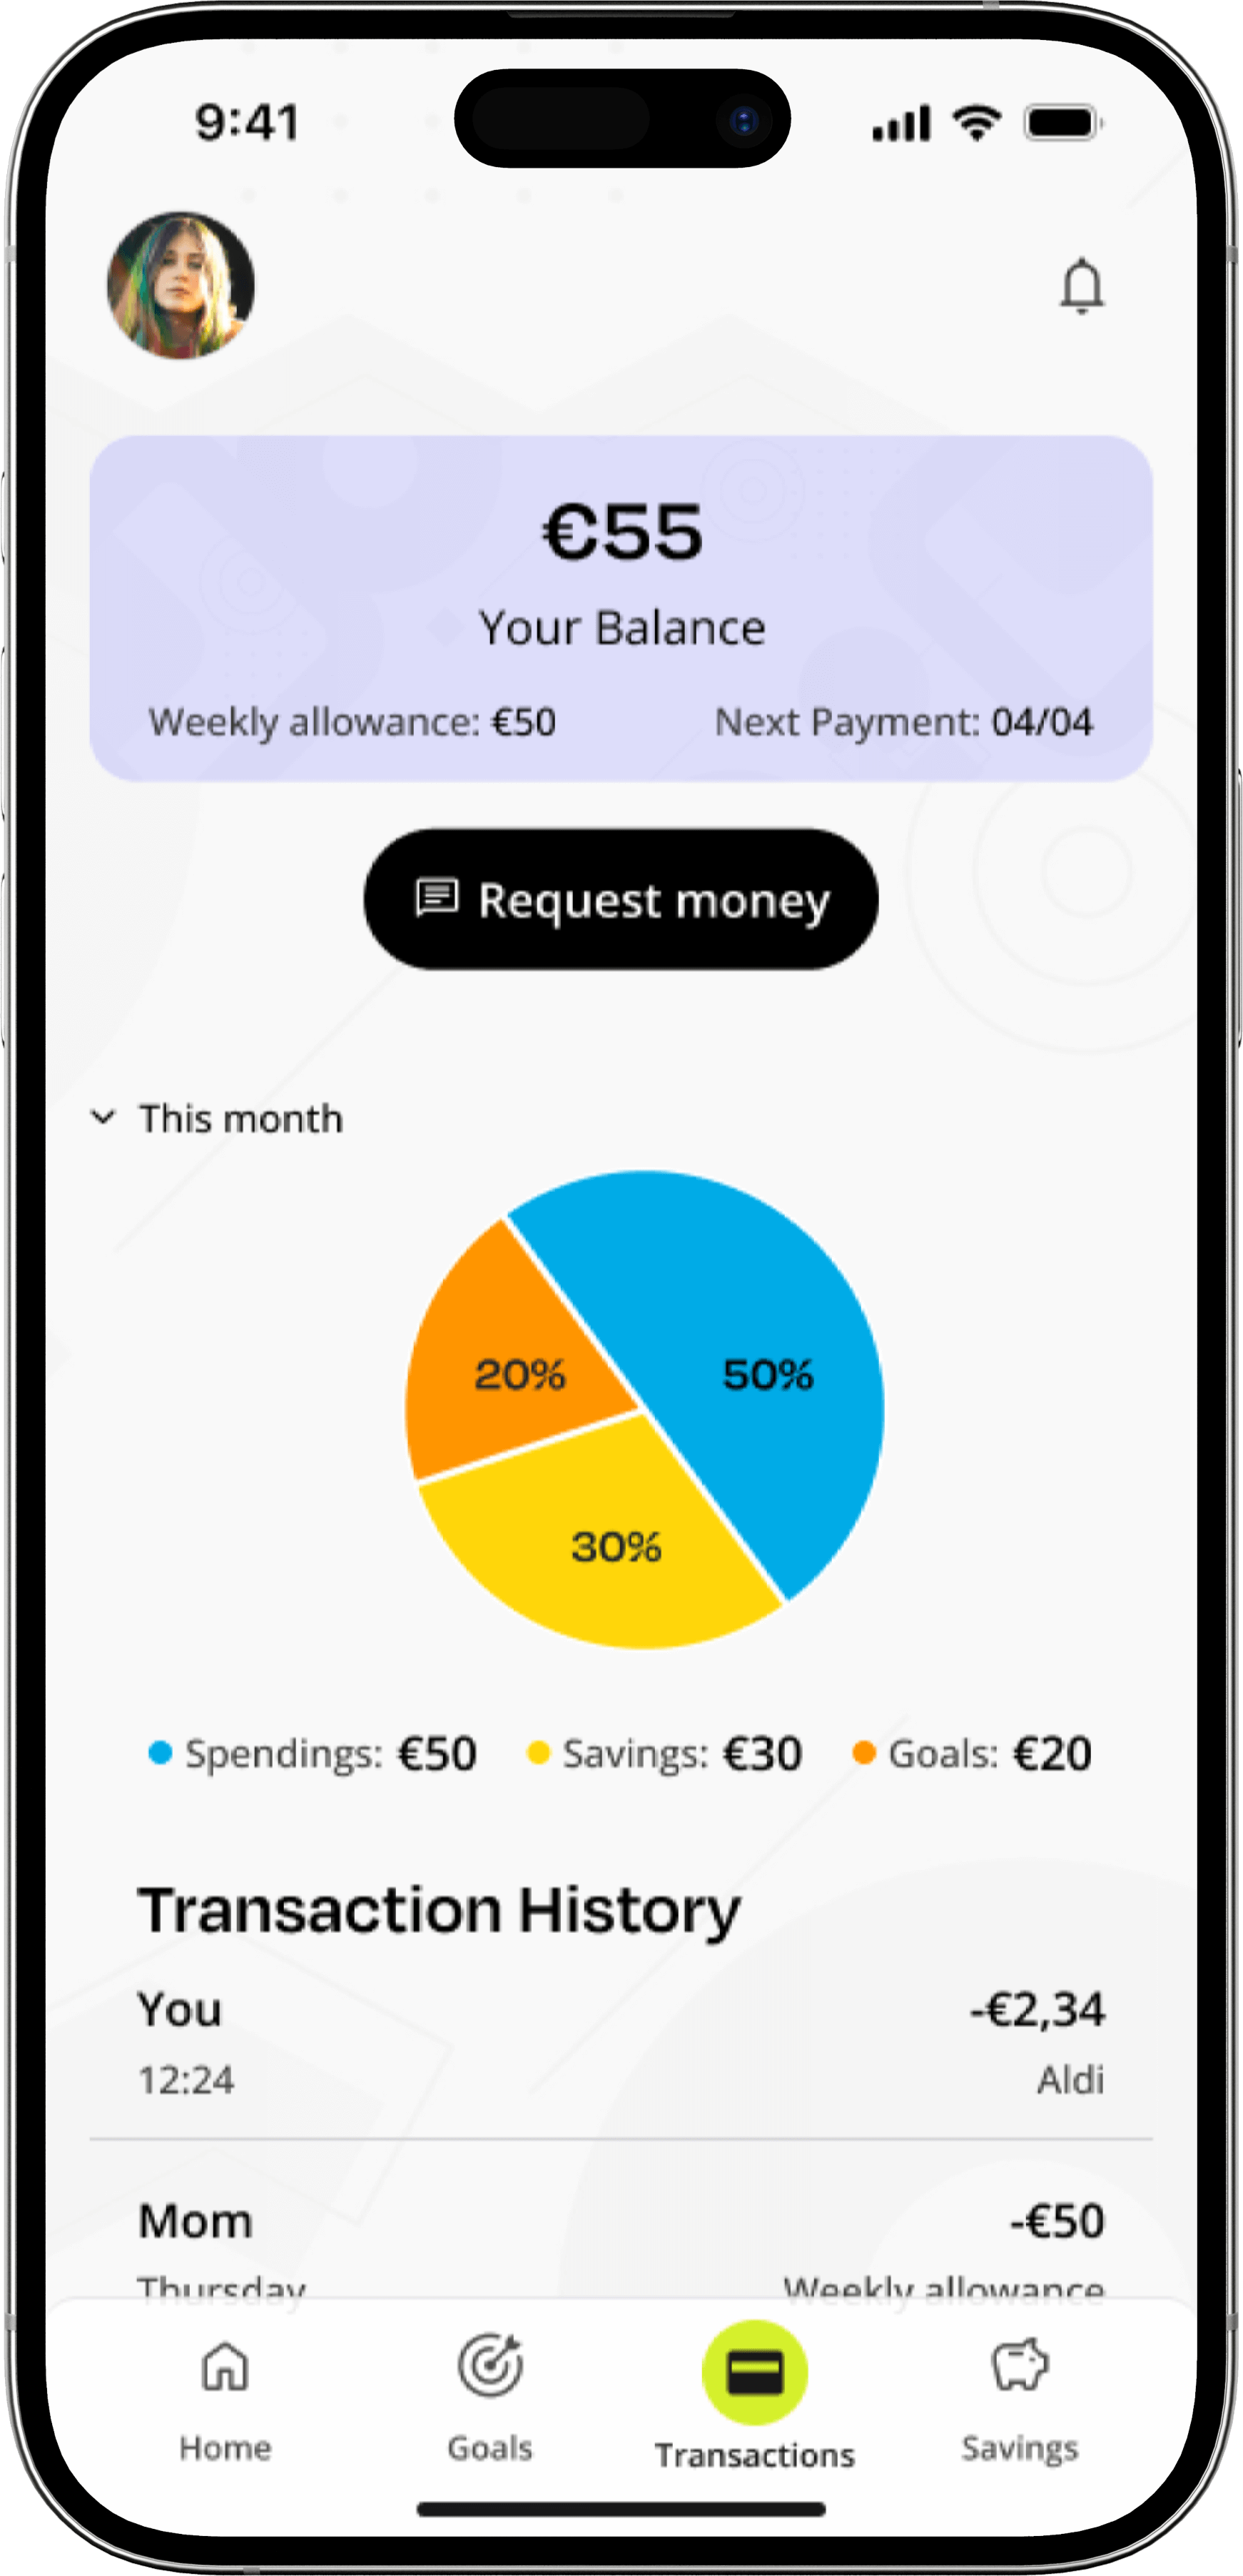 9:41
€55
Your Balance
Weekly allowance: €50 Next Payment: 04/04
Request money
This month
20% 50%
30%
Spendings: €50 Savings: €30 Goals: €20
Transaction History
You -€2,34
12:24 Aldi
Mom -€50
Thursday Weekly allowance
Home Goals Transactions Savings